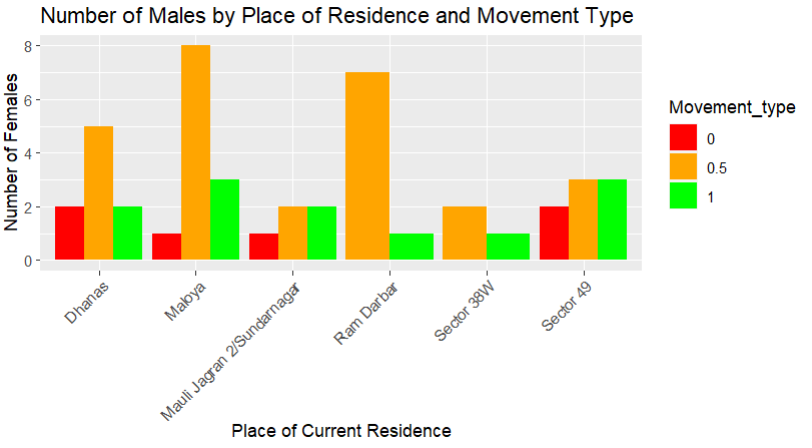 Number of Males by Place of Residence and Movement Type
Number of Females
8
6
4
2
0
Dhanas
Maloya
Mauli Jagran 2/Sundarnagar
Ram Darbar
Sector 38W
Sector 49
Place of Current Residence
Movement_type
0
0.5
1